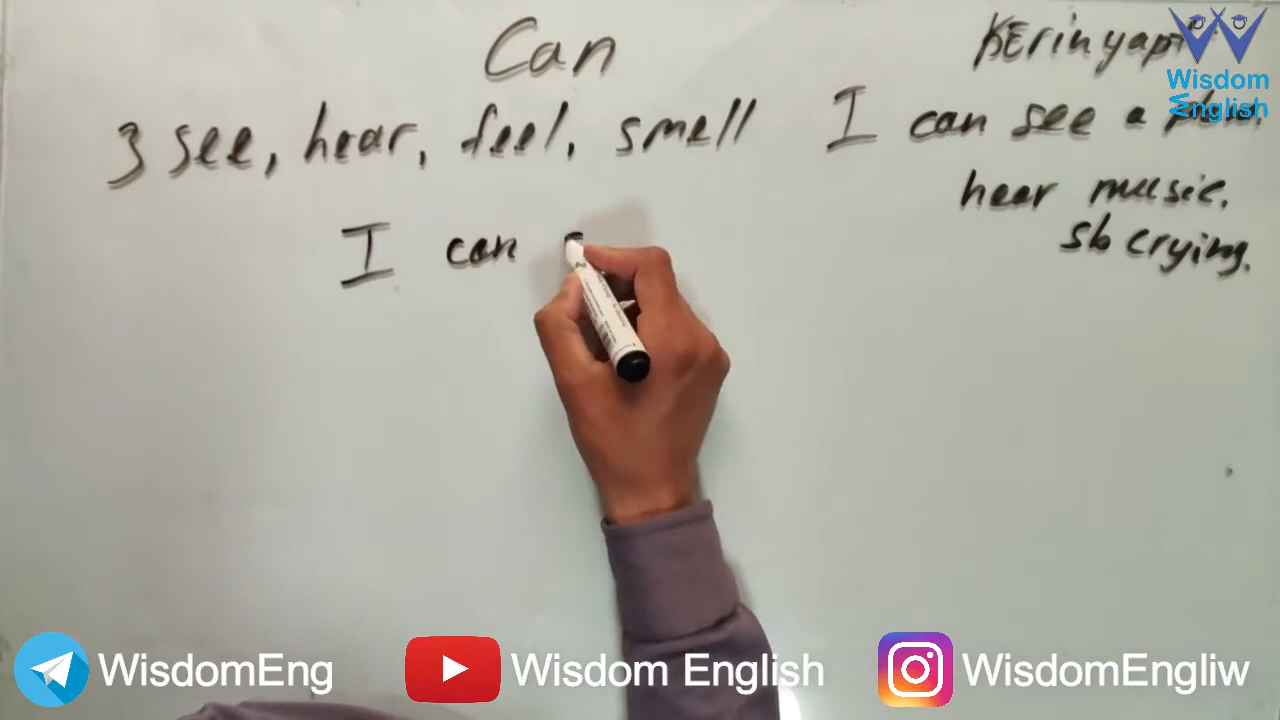 Can
3 see, hear, feel, smell
I can
I can see a
hear music.
sb crying.
Wisdom
English
WisdomEng
Wisdom English
WisdomEngliw